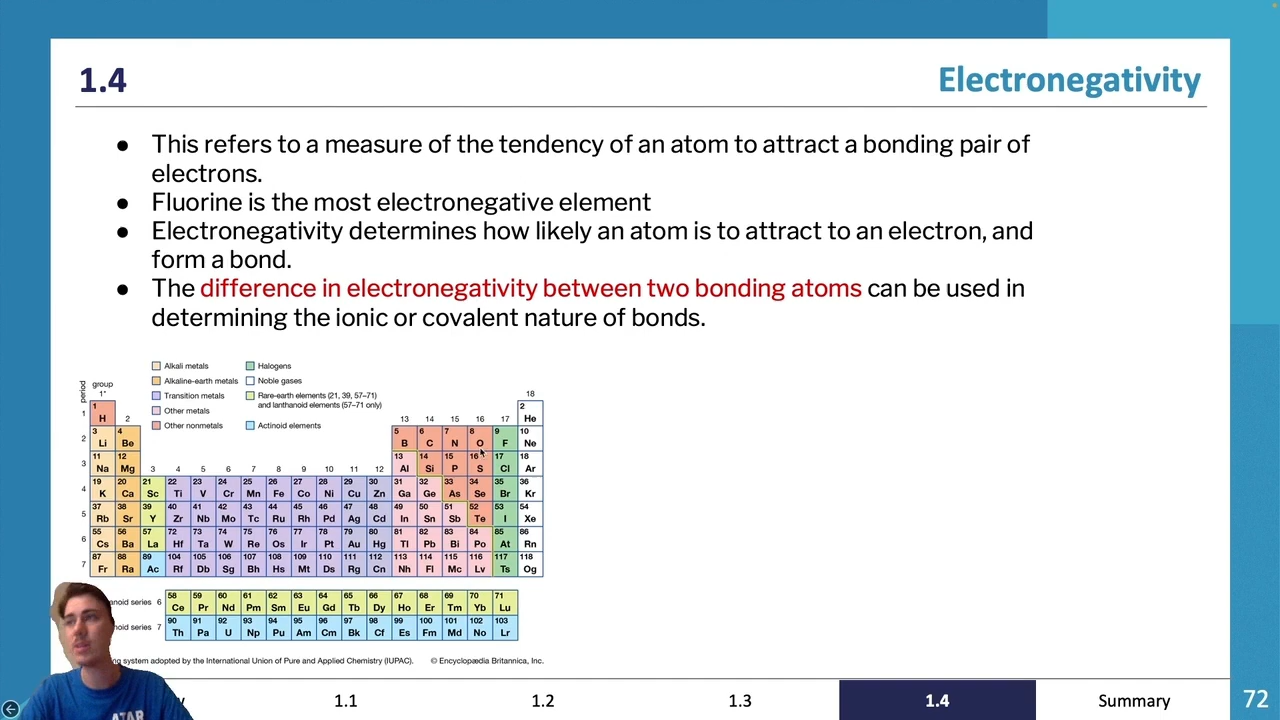 1.4
Electronegativity
● This refers to a measure of the tendency of an atom to attract a bonding pair of
electrons.
● Fluorine is the most electronegative element
● Electronegativity determines how likely an atom is to attract to an electron, and
form a bond.
● The difference in electronegativity between two bonding atoms can be used in
determining the ionic or covalent nature of bonds.
Alkali metals Halogens
Alkaline-earth metals Noble gases
Transition metals Rare-earth elements (21, 39, 57–71)
and lanthanoid elements (57–71 only)
Other metals
Other nonmetals Actinoid elements
period
group
1* 18
1 2
1 H He
2 13 14 15 16 17
3 4 5 6 7 8 9 10
2 Li Be B C N O F Ne
11 12 13 14 15 16 17 18
3 Na Mg 3 4 5 6 7 8 9 10 11 12 Al Si P S Cl Ar
19 20 21 22 23 24 25 26 27 28 29 30 31 32 33 34 35 36
4 K Ca Sc Ti V Cr Mn Fe Co Ni Cu Zn Ga Ge As Se Br Kr
37 38 39 40 41 42 43 44 45 46 47 48 49 50 51 52 53 54
5 Rb Sr Y Zr Nb Mo Tc Ru Rh Pd Ag Cd In Sn Sb Te I Xe
55 56 57 72 73 74 75 76 77 78 79 80 81 82 83 84 85 86
6 Cs Ba La Hf Ta W Re Os Ir Pt Au Hg Tl Pb Bi Po At Rn
87 88 89 104 105 106 107 108 109 110 111 112 113 114 115 116 117 118
7 Fr Ra Ac Rf Db Sg Bh Hs Mt Ds Rg Cn Nh Fl Mc Lv Ts Og
58 59 60 61 62 63 64 65 66 67 68 69 70 71
series 6 Ce Pr Nd Pm Sm Eu Gd Tb Dy Ho Er Tm Yb Lu
90 91 92 93 94 95 96 97 98 99 100 101 102 103
series 7 Th Pa U Np Pu Am Cm Bk Cf Es Fm Md No Lr
system adopted by the International Union of Pure and Applied Chemistry (IUPAC). © Encyclopædia Britannica, Inc.
ATAR
1.1 1.2 1.3 1.4 Summary 72